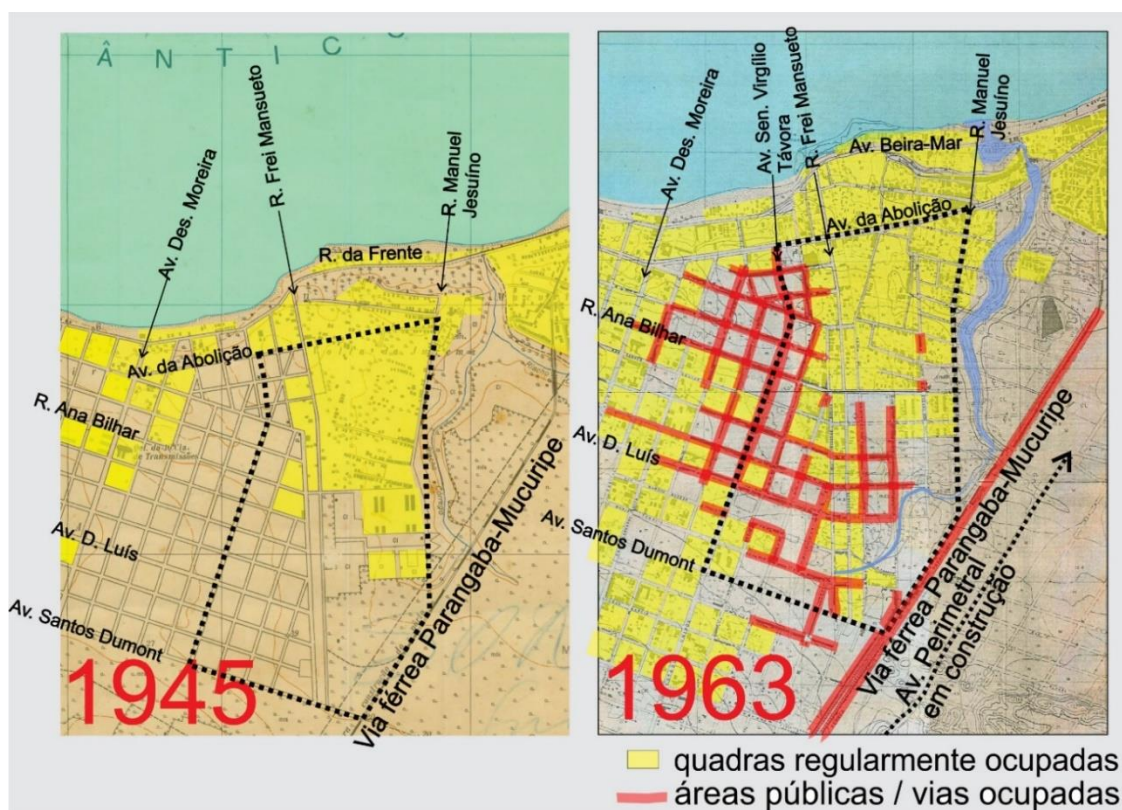 ÂNTICO
R. Frei Mansueto
Av. Des. Moreira
R. Manuel
Jesuíno
R. da Frente
Av. da Abolição
R. Ana Bilhar
Av. D. Luís
Av. Santos Dumont
Via férrea Parangaba-Mucuripe
1945
Av. Des. Moreira
Av. Sen. Virgílio
Távora
R. Frei Mansueto
R. Manuel
Jesuíno
Av. Beira-Mar
Av. da Abolição
R. Ana Bilhar
Av. D. Luís
Av. Santos Dumont
Via férrea Parangaba-Mucuripe
Av. Perimetral
em construção
1963
quadras regularmente ocupadas
áreas públicas / vias ocupadas